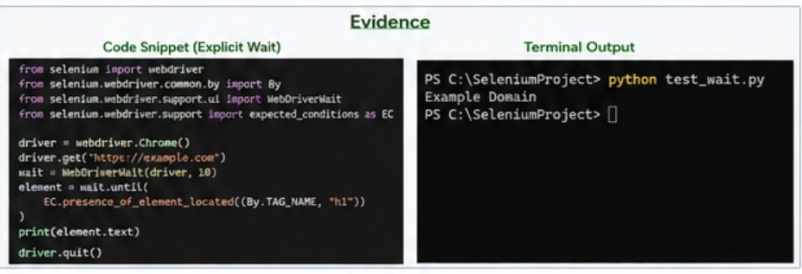 Evidence
Code Snippet (Explicit Wait)
from selenium import webdriver
from selenium.webdriver.common.by import By
from selenium.webdriver.support.ui import WebDriverWait
from selenium.webdriver.support import expected_conditions as EC
driver = webdriver.Chrome()
driver.get("https://example.com")
wait = WebDriverWait(driver, 10)
element = wait.until(
    EC.presence_of_element_located((By.TAG_NAME, "h1"))
)
print(element.text)
driver.quit()
Terminal Output
PS C:\SeleniumProject> python test_wait.py
Example Domain
PS C:\SeleniumProject>